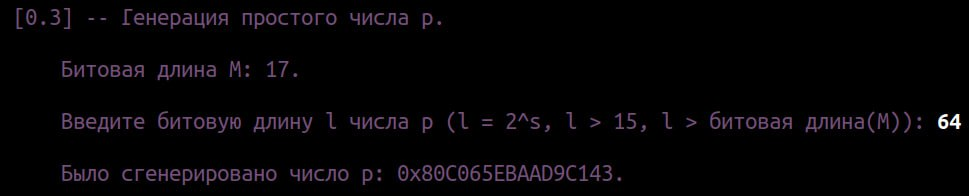 [0.3] -- Генерация простого числа p.
Битовая длина M: 17.
Введите битовую длину l числа p (l = 2^s, l > 15, l > битовая длина(M)): 64
Было сгенерировано число p: 0x80C065EBAAD9C143.